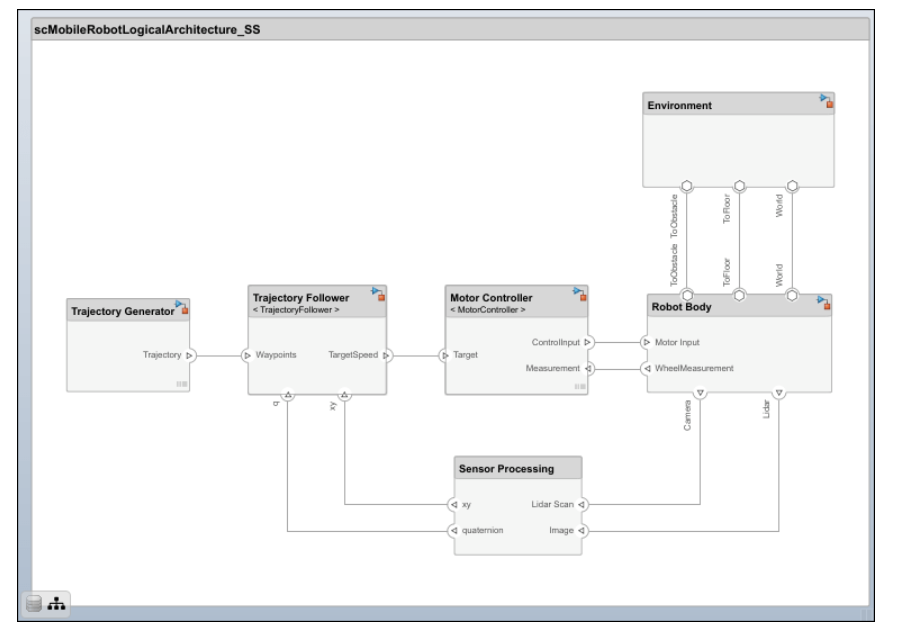 scMobileRobotLogicalArchitecture_SS
Environment
ToObstacle
ToFloor
World
ToObstacle
ToFloor
World
Trajectory Generator
Trajectory
Trajectory Follower
< TrajectoryFollower >
Waypoints
TargetSpeed
q
xy
Motor Controller
< MotorController >
ControlInput
Target
Measurement
Robot Body
Motor Input
WheelMeasurement
Camera
Lidar
Sensor Processing
xy
Lidar Scan
quaternion
Image